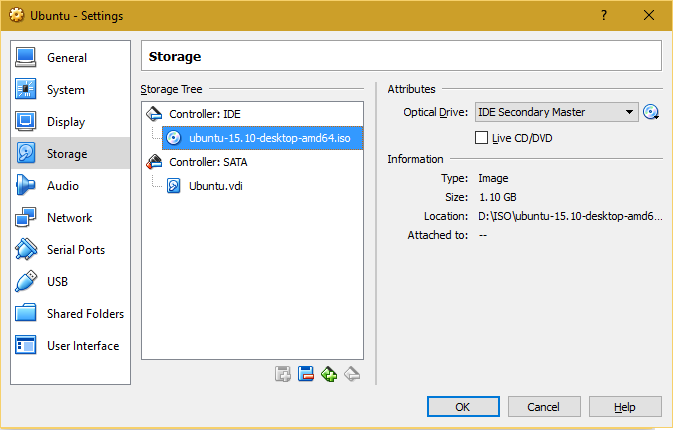 Ubuntu - Settings
?
General
System
Display
Storage
Audio
Network
Serial Ports
USB
Shared Folders
User Interface
Storage
Storage Tree
Controller: IDE
ubuntu-15.10-desktop-amd64.iso
Controller: SATA
Ubuntu.vdi
Attributes
Optical Drive: IDE Secondary Master
Live CD/DVD
Information
Type: Image
Size: 1.10 GB
Location: D:\ISO\ubuntu-15.10-desktop-amd6...
Attached to: --
OK Cancel Help